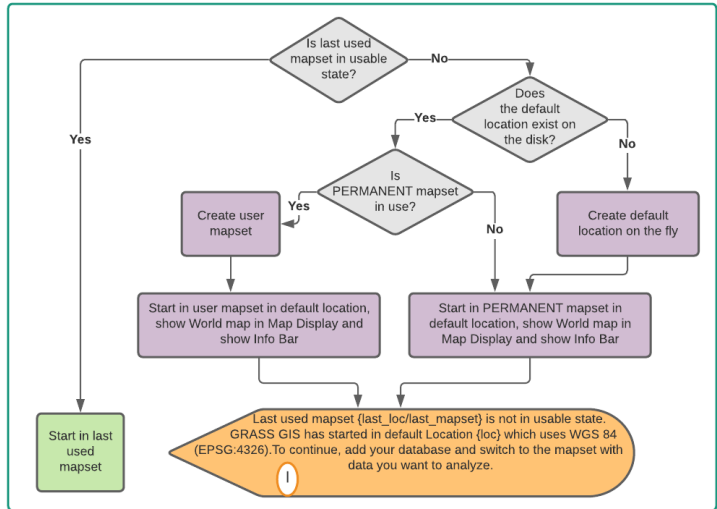 Is last used
mapset in usable
state?
No
Does
the default
location exist on
the disk?
Yes
Yes
No
Is
PERMANENT mapset
in use?
Yes
No
Create user
mapset
Create default
location on the fly
Start in user mapset in default location,
show World map in Map Display and
show Info Bar
Start in PERMANENT mapset in
default location, show World map in
Map Display and show Info Bar
Start in last
used
mapset
Last used mapset {last_loc/last_mapset} is not in usable state.
GRASS GIS has started in default Location {loc} which uses WGS 84
(EPSG:4326).To continue, add your database and switch to the mapset with
data you want to analyze.
I